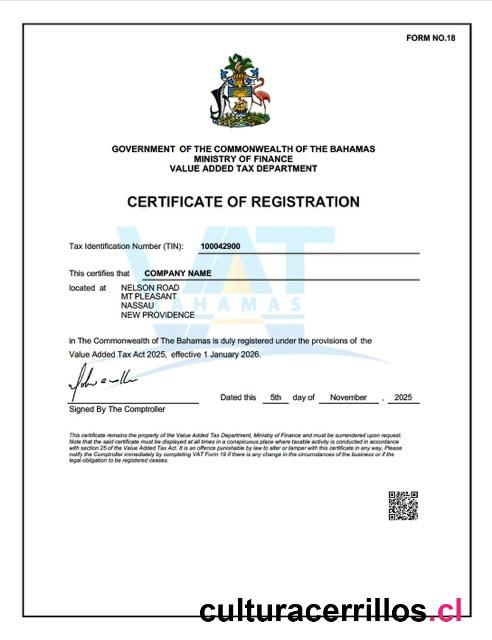 FORM NO.18
GOVERNMENT OF THE COMMONWEALTH OF THE BAHAMAS
MINISTRY OF FINANCE
VALUE ADDED TAX DEPARTMENT
CERTIFICATE OF REGISTRATION
VAT
BAHAMAS
Tax Identification Number (TIN): 100042900
This certifies that COMPANY NAME
located at NELSON ROAD
MT PLEASANT
NASSAU
NEW PROVIDENCE
in The Commonwealth of The Bahamas is duly registered under the provisions of the
Value Added Tax Act 2025, effective 1 January 2026.
Dated this 5th day of November , 2025
Signed By The Comptroller
This certificate remains the property of the Value Added Tax Department, Ministry of Finance and must be surrendered upon request.
Note that the said certificate must be displayed at all times in a conspicuous place where taxable activity is conducted in accordance
with section 25 of the Value Added Tax Act. It is an offence punishable by law to alter or tamper with this certificate in any way. Please
notify the Comptroller immediately by completing VAT Form 19 if there is any change in the circumstances of the business or if the
legal obligation to be registered ceases.
culturacerrillos.cl